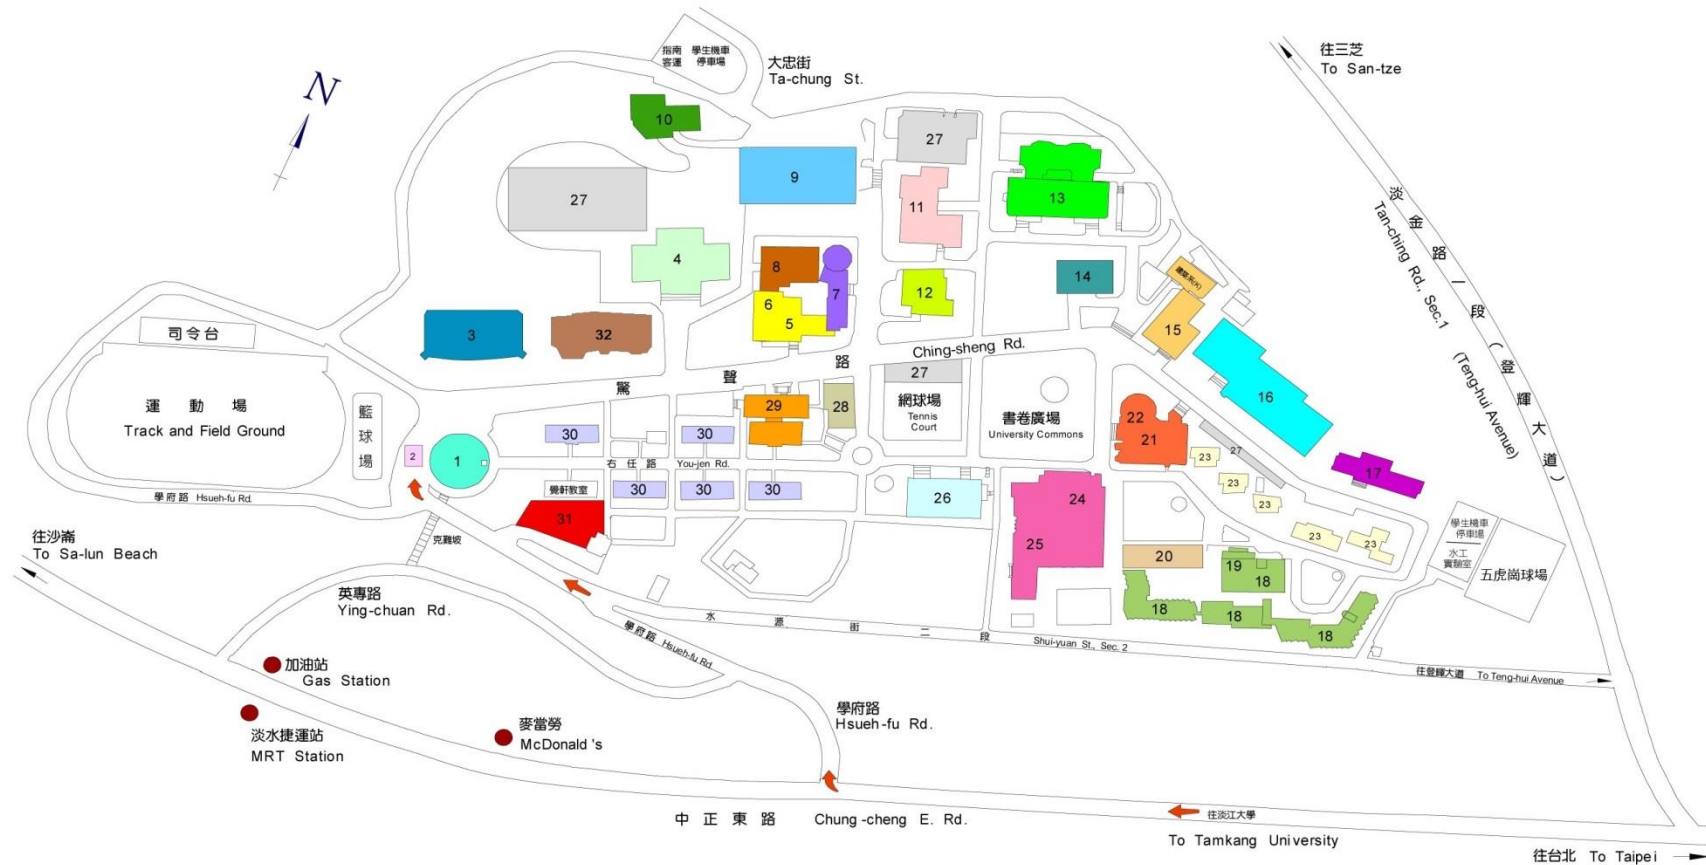 指南
客運
學生機車
停車場
大忠街
Ta-chung St.
往三芝
To San-tze
N
10
27
9
27
11
13
淡金路一段(登輝大道)
Tan-ching Rd., Sec.1
(Teng-hui Avenue)
4
8
7
6
5
12
14
建築系(K)
15
16
3
32
司令台
驚聲路
Ching-sheng Rd.
27
運動場
Track and Field Ground
籃球場
2
1
29
28
網球場
Tennis
Court
書卷廣場
University Commons
22
21
30
30
右任路 You-jen Rd.
覺軒教室
30
30
30
31
26
24
25
23
23
23
27
17
23
23
學生機車
停車場
水工
實驗室
五虎崗球場
學府路 Hsueh-fu Rd.
克難坡
往沙崙
To Sa-lun Beach
英專路
Ying-chuan Rd.
20
19
18
18
18
18
水源街二段
Shui-yuan St., Sec. 2
學府路 Hsueh-fu Rd.
往登輝大道 To Teng-hui Avenue
加油站
Gas Station
淡水捷運站
MRT Station
麥當勞
McDonald's
學府路
Hsueh-fu Rd.
中正東路 Chung-cheng E. Rd.
往淡江大學
To Tamkang University
往台北 To Taipei